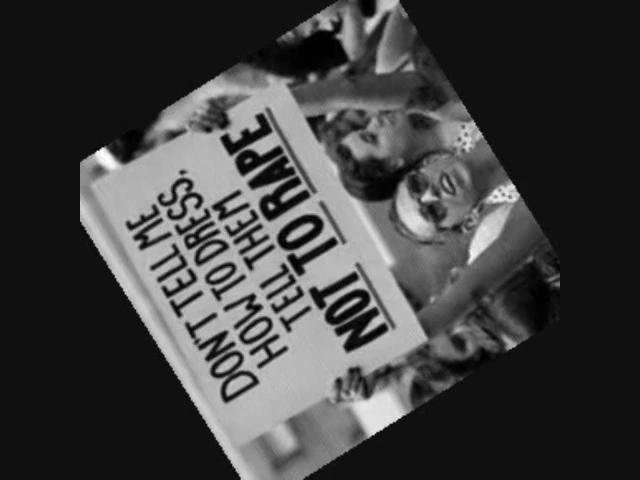 DON'T TELL ME
HOW TO DRESS.
TELL THEM
NOT TO RAPE